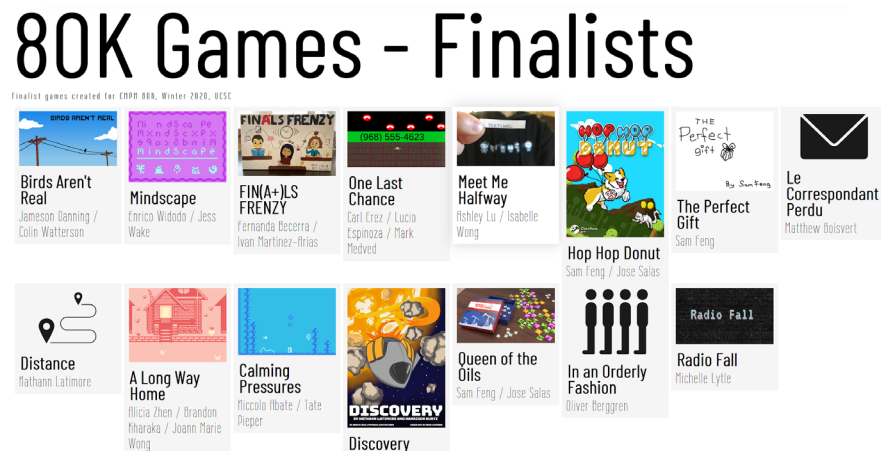 80K Games - Finalists
Finalist games created for CMPM 80K, Winter 2020, UCSC
BIRDS AREN'T REAL
Birds Aren't
Real
Jameson Danning /
Colin Watterson
MindScape
Mindscape
Enrico Widodo / Jess
Wake
FINALS FRENZY
FIN(A+)LS
FRENZY
Fernanda Becerra /
Ivan Martinez-Arias
(968) 555-4623
One Last
Chance
Carl Erez / Lucio
Espinoza / Mark
Medved
Meet Me
Halfway
Ashley Lu / Isabelle
Wong
HOP HOP
DONUT
Hop Hop Donut
Sam Feng / Jose Salas
THE
Perfect
gift
By Sam Feng
The Perfect
Gift
Sam Feng
Le
Correspondant
Perdu
Matthew Boisvert
Distance
Nathann Latimore
A Long Way
Home
Alicia Zhen / Brandon
Kharaka / Joann Marie
Wong
Calming
Pressures
Niccolo Abate / Tate
Pieper
DISCOVERY
Discovery
Queen of the
Oils
Sam Feng / Jose Salas
In an Orderly
Fashion
Oliver Berggren
Radio Fall
Radio Fall
Michelle Lytle